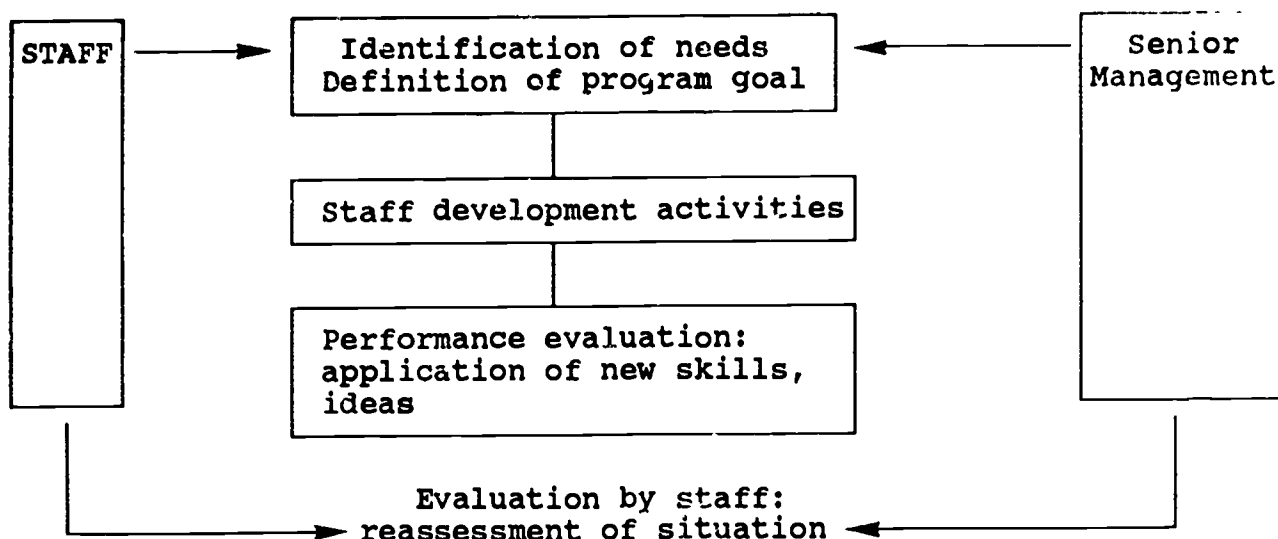 STAFF
Identification of needs
Definition of program goal
Senior
Management
Staff development activities
Performance evaluation:
application of new skills,
ideas
Evaluation by staff:
reassessment of situation